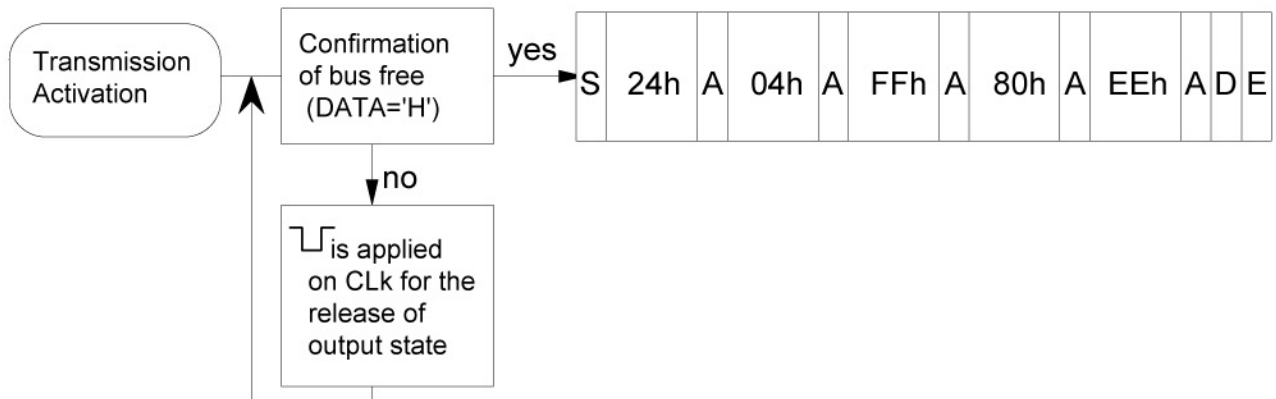 Transmission
Activation
Confirmation
of bus free
(DATA='H')
yes
S 24h A 04h A FFh A 80h A EEh A D E
no
is applied
on CLk for the
release of
output state